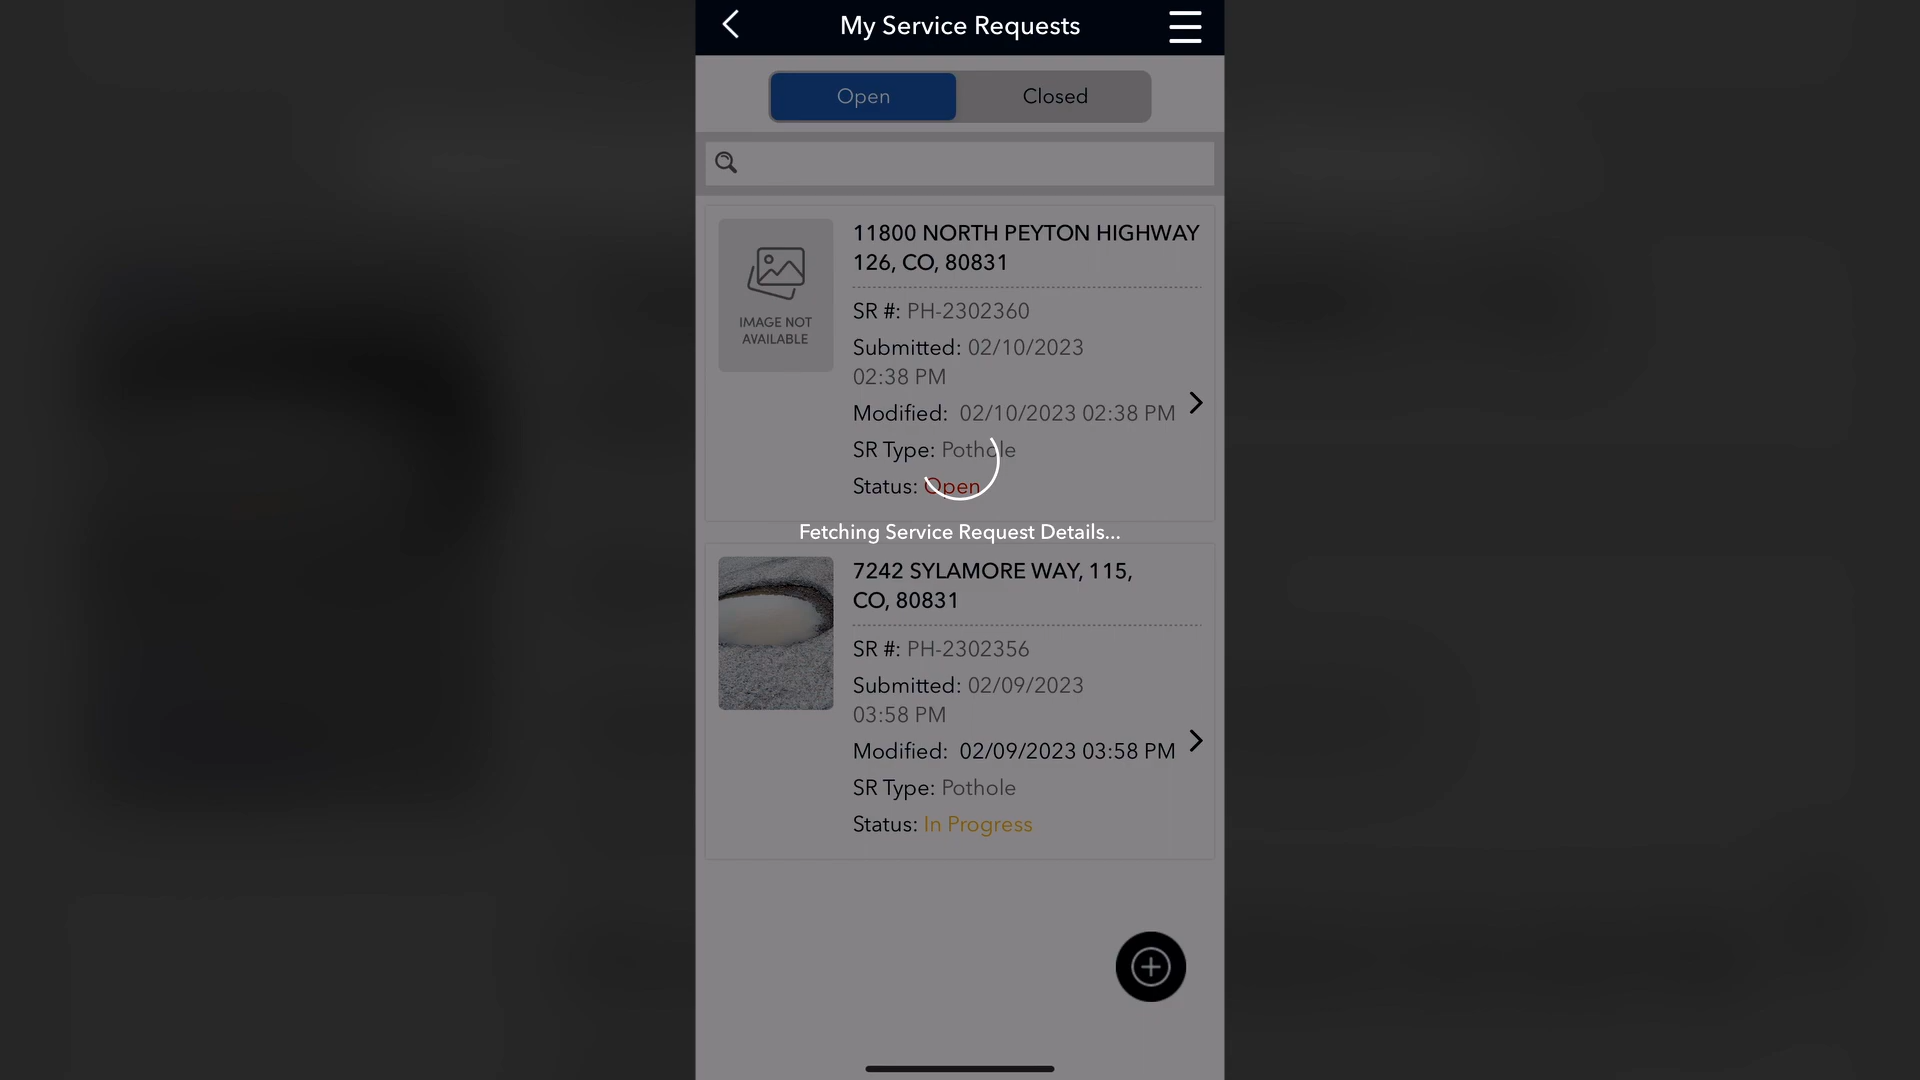 My Service Requests
Open
Closed
11800 NORTH PEYTON HIGHWAY
126, CO, 80831
IMAGE NOT
AVAILABLE
SR #: PH-2302360
Submitted: 02/10/2023
02:38 PM
Modified: 02/10/2023 02:38 PM
SR Type: Pothole
Status: Open
Fetching Service Request Details...
7242 SYLAMORE WAY, 115,
CO, 80831
SR #: PH-2302356
Submitted: 02/09/2023
03:58 PM
Modified: 02/09/2023 03:58 PM
SR Type: Pothole
Status: In Progress